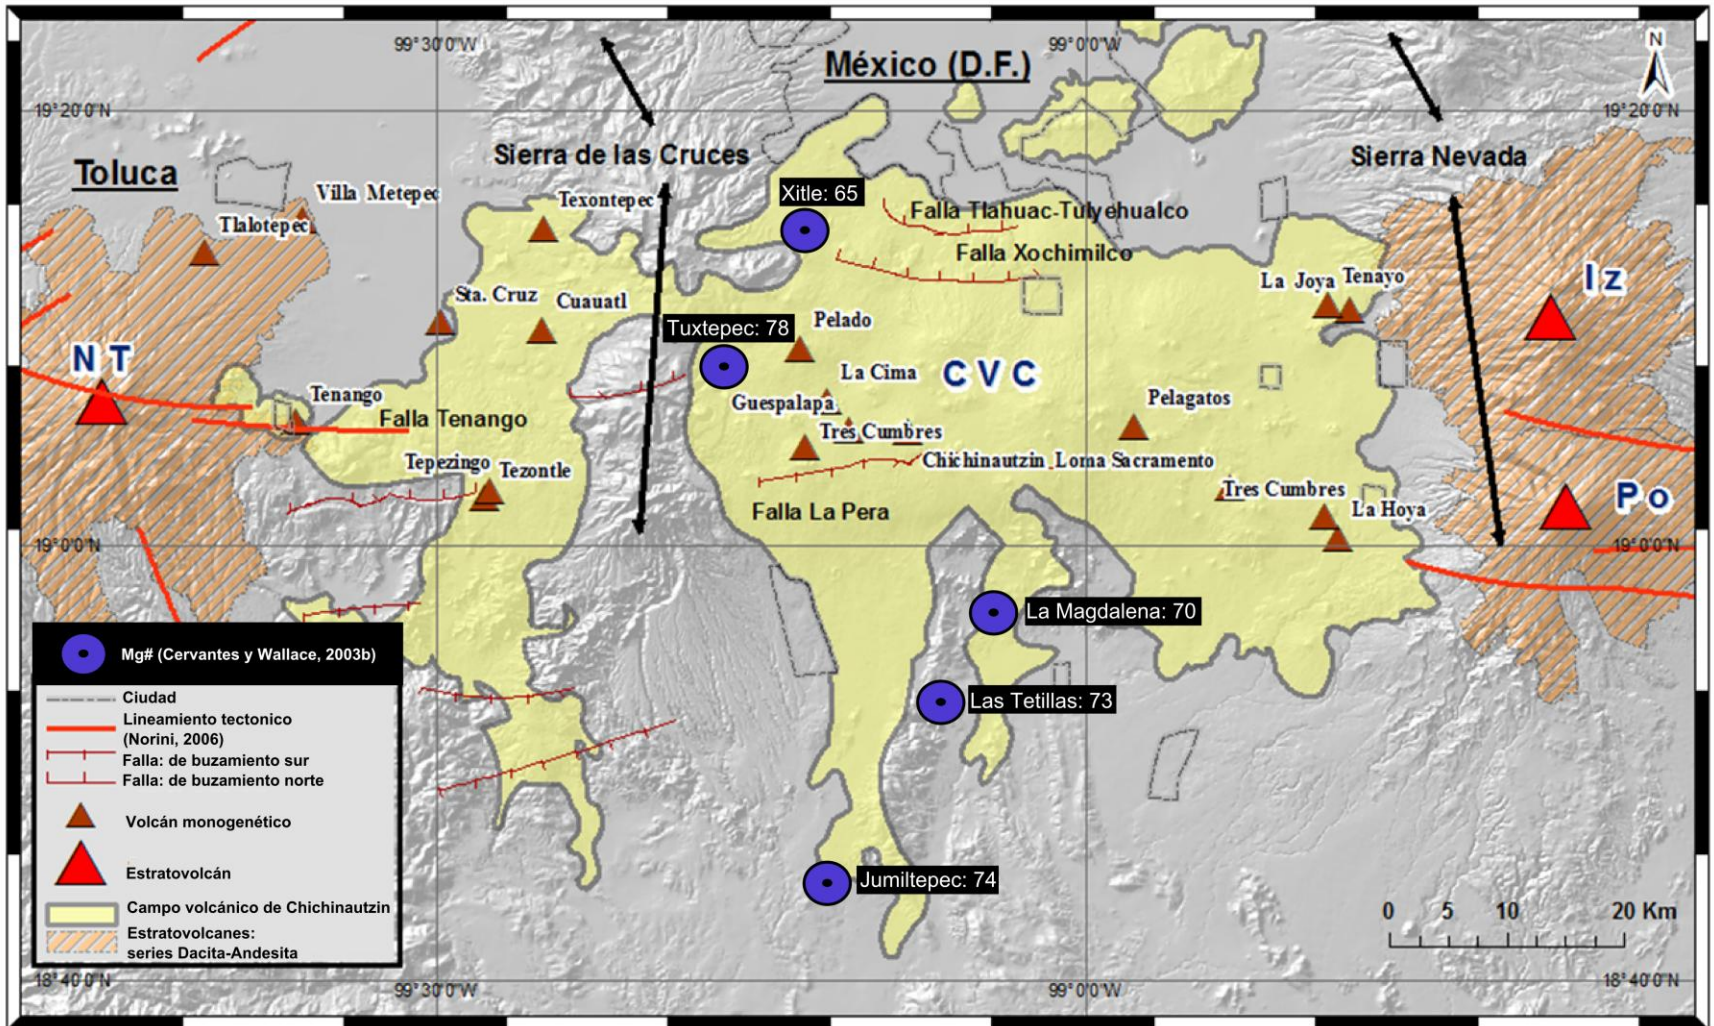 99°30'0"W
México (D.F.)
99°0'0"W
N
19°20'0"N
19°20'0"N
Toluca
Sierra de las Cruces
Sierra Nevada
Villa Metepec
Texontepec
Xitle: 65
Tlalotepec
Falla Tlahuac-Tulyehualco
Falla Xochimilco
La Joya Tenayo
Iz
Sta. Cruz
Cuauatl
Tuxtepec: 78
Pelado
N T
La Cima
C V C
Tenango
Guespalapa
Pelagatos
Falla Tenango
Tres Cumbres
Tepezingo
Tezontle
Chichinautzin Loma Sacramento
Tres Cumbres
Po
Falla La Pera
La Hoya
19°0'0"N
19°0'0"N
La Magdalena: 70
Las Tetillas: 73
Jumiltepec: 74
Mg# (Cervantes y Wallace, 2003b)
Ciudad
Lineamiento tectonico
(Norini, 2006)
Falla: de buzamiento sur
Falla: de buzamiento norte
Volcán monogenético
Estratovolcán
Campo volcánico de Chichinautzin
Estratovolcanes:
series Dacita-Andesita
0 5 10 20 Km
18°40'0"N
99°30'0"W
99°0'0"W
18°40'0"N